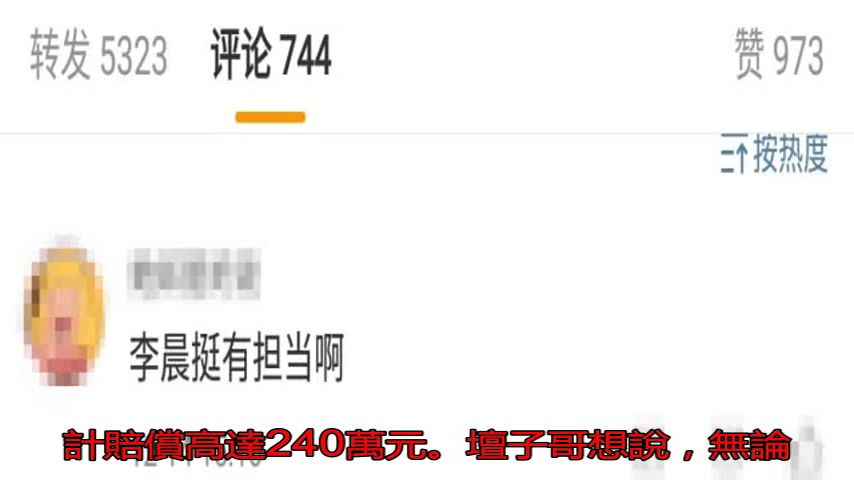 转发 5323 评论 744 赞 973
按热度
李晨挺有担当啊
計賠償高達240萬元。壇子哥想說，無論